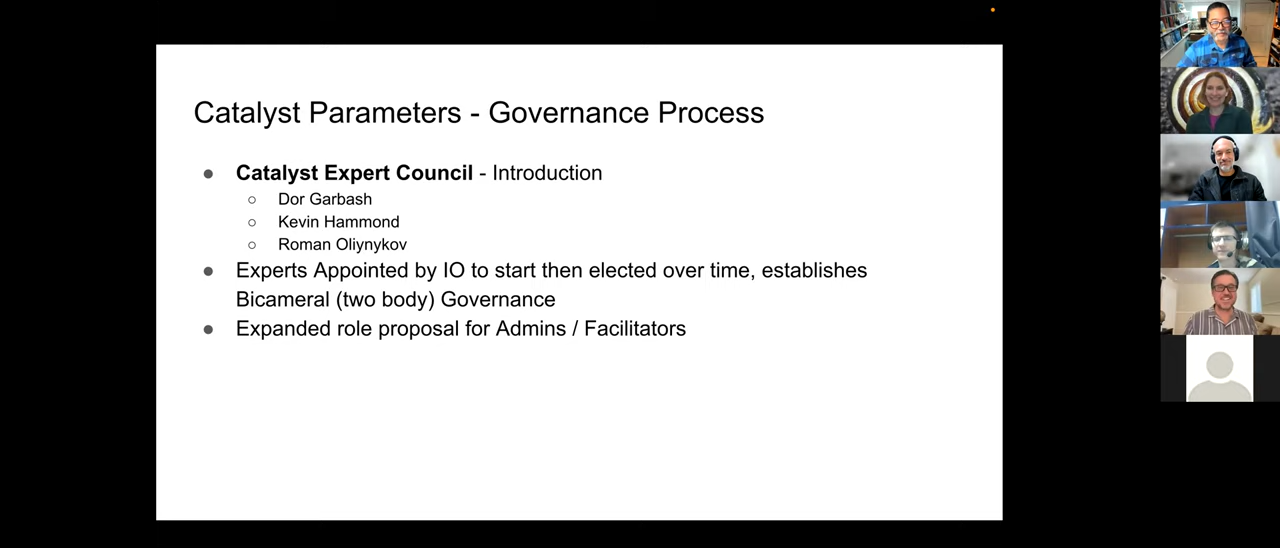 Catalyst Parameters - Governance Process
● Catalyst Expert Council - Introduction
○ Dor Garbash
○ Kevin Hammond
○ Roman Oliynykov
● Experts Appointed by IO to start then elected over time, establishes
Bicameral (two body) Governance
● Expanded role proposal for Admins / Facilitators